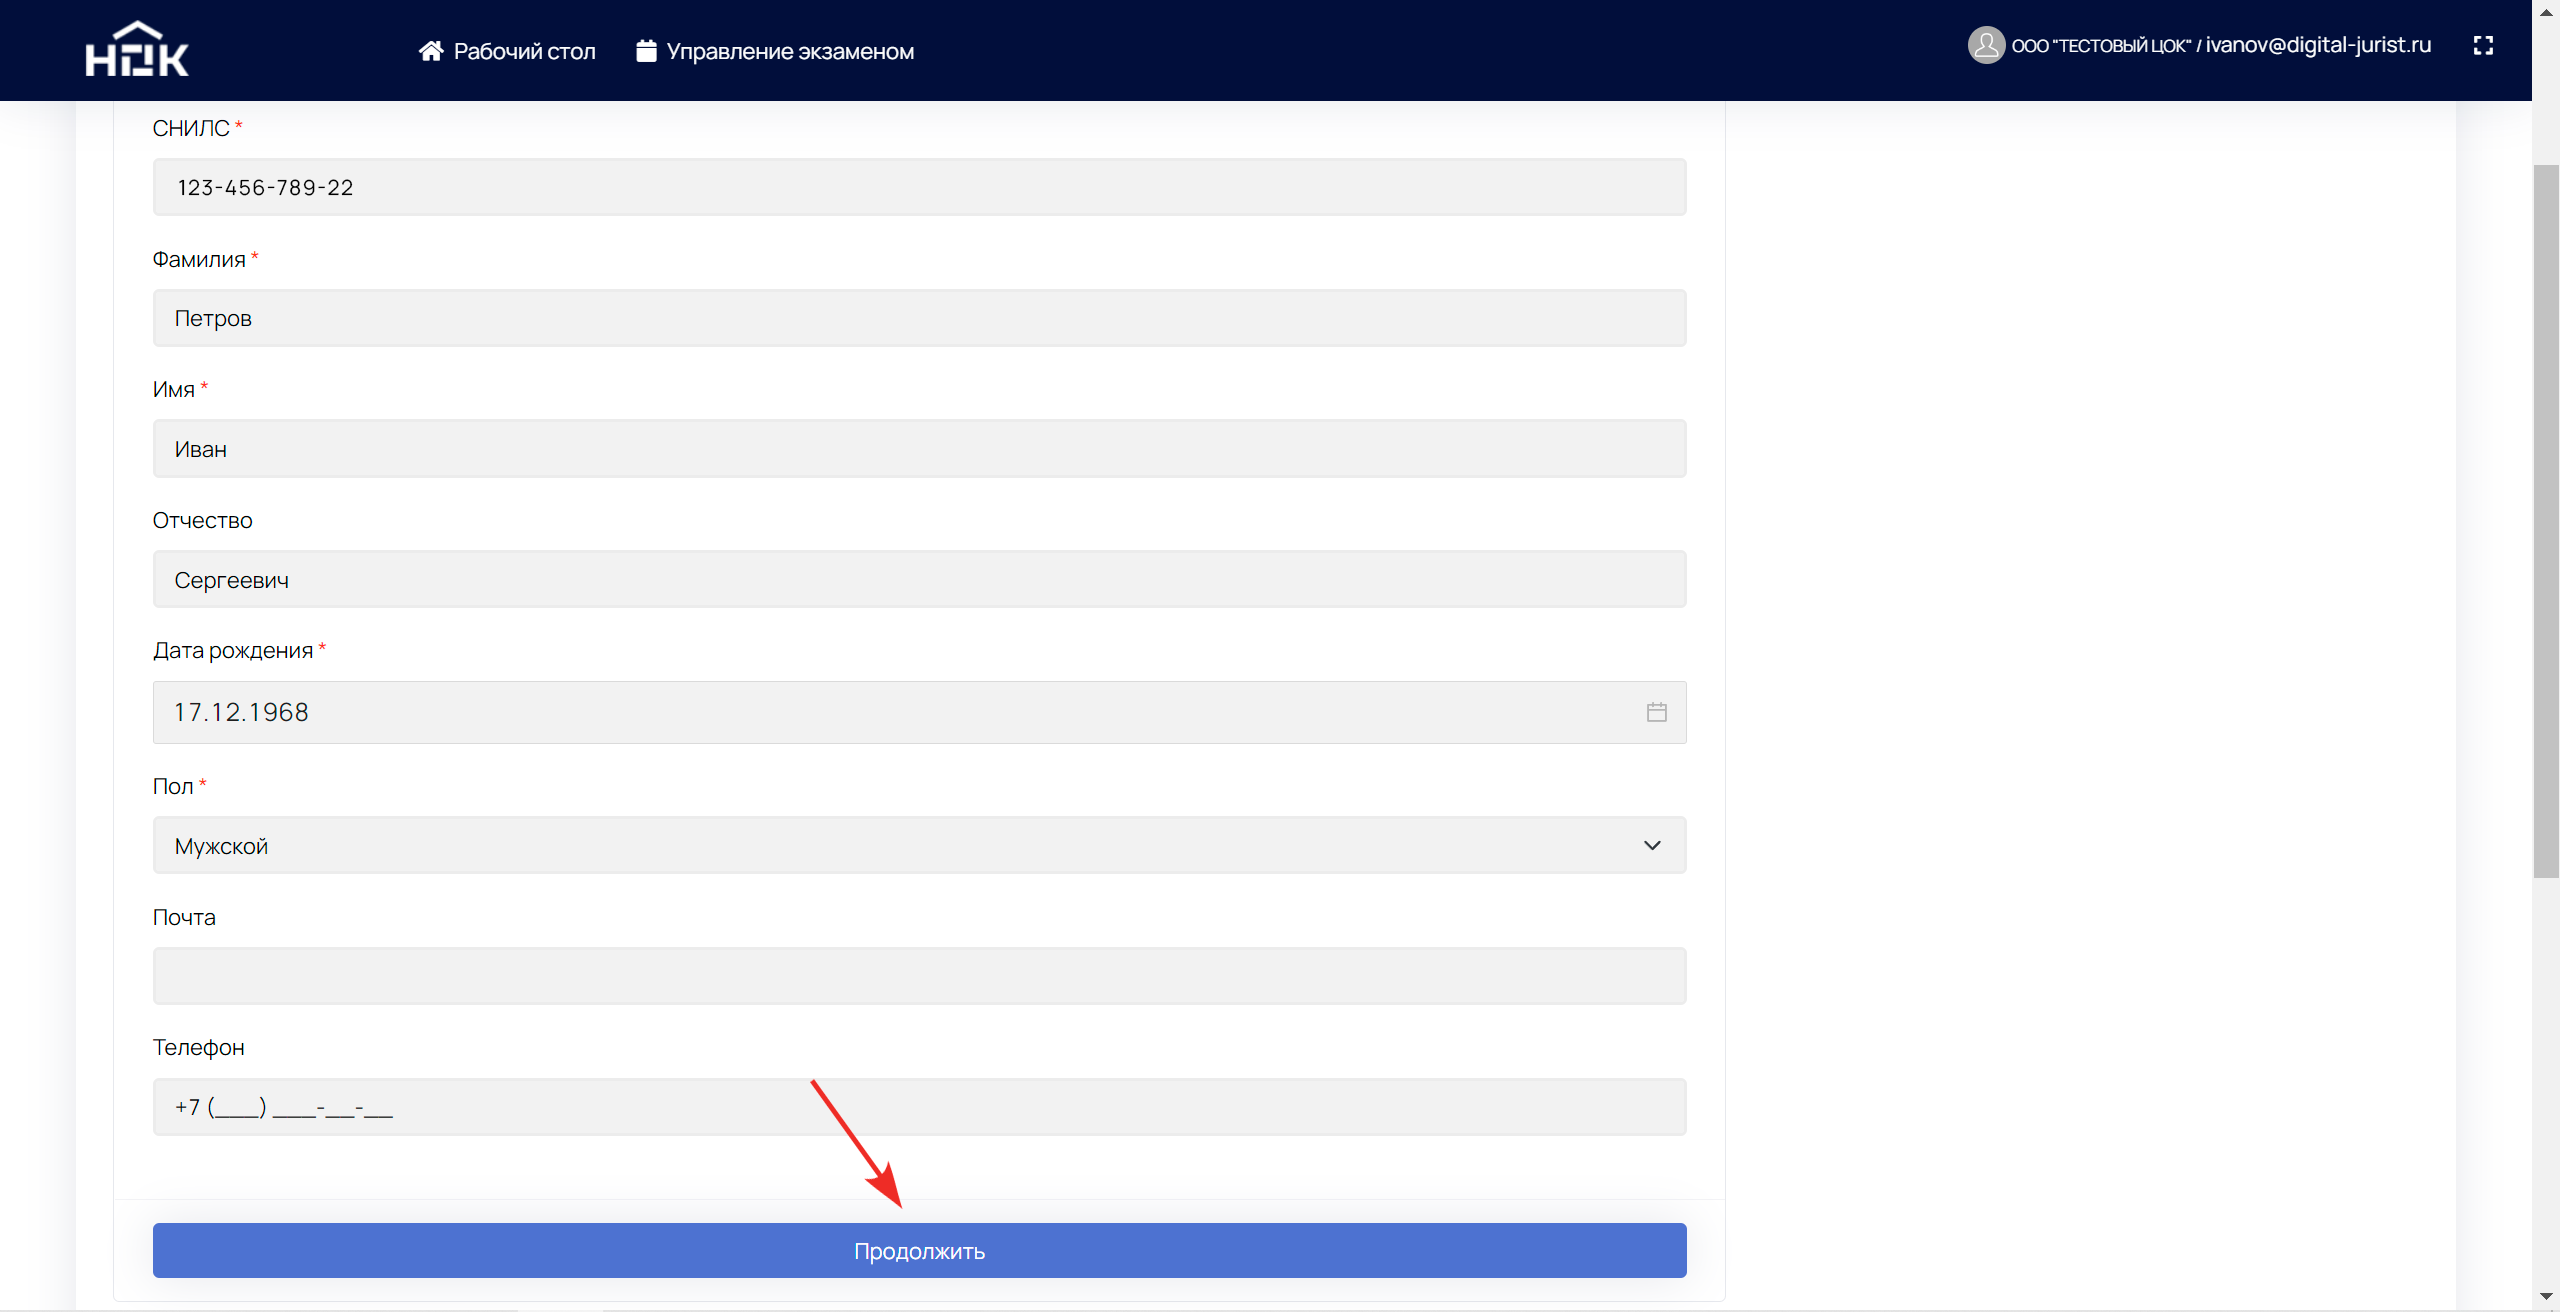 НОК
Рабочий стол
Управление экзаменом
ООО "ТЕСТОВЫЙ ЦОК" / ivanov@digital-jurist.ru
СНИЛС *
123-456-789-22
Фамилия *
Петров
Имя *
Иван
Отчество
Сергеевич
Дата рождения *
17.12.1968
Пол *
Мужской
Почта
Телефон
+7 (___) ___-__-__
Продолжить